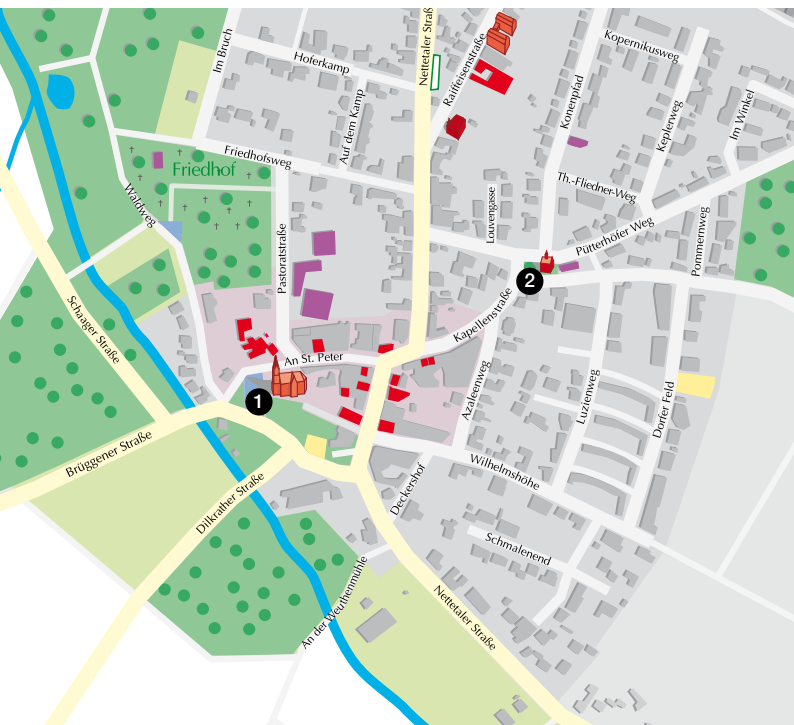 Im Bruch
Hoferkamp
Nettetaler Straß
Raiffeisenstraße
Kopernikusweg
Konenpfad
Keplerweg
Im Winkel
Auf dem Kamp
Friedhofsweg
Friedhof
Waldweg
Th.-Fliedner-Weg
Louvengasse
Pütterhöfer Weg
Pommernweg
Pastoratstraße
2
Schaager Straße
Kapellenstraße
An St. Peter
Azaleenweg
Luzienweg
Dorfer Feld
1
Brüggener Straße
Dilkrather Straße
Deckershof
Wilhelmshöhe
Schmalenend
An der Weuthenmühle
Nettetaler Straße